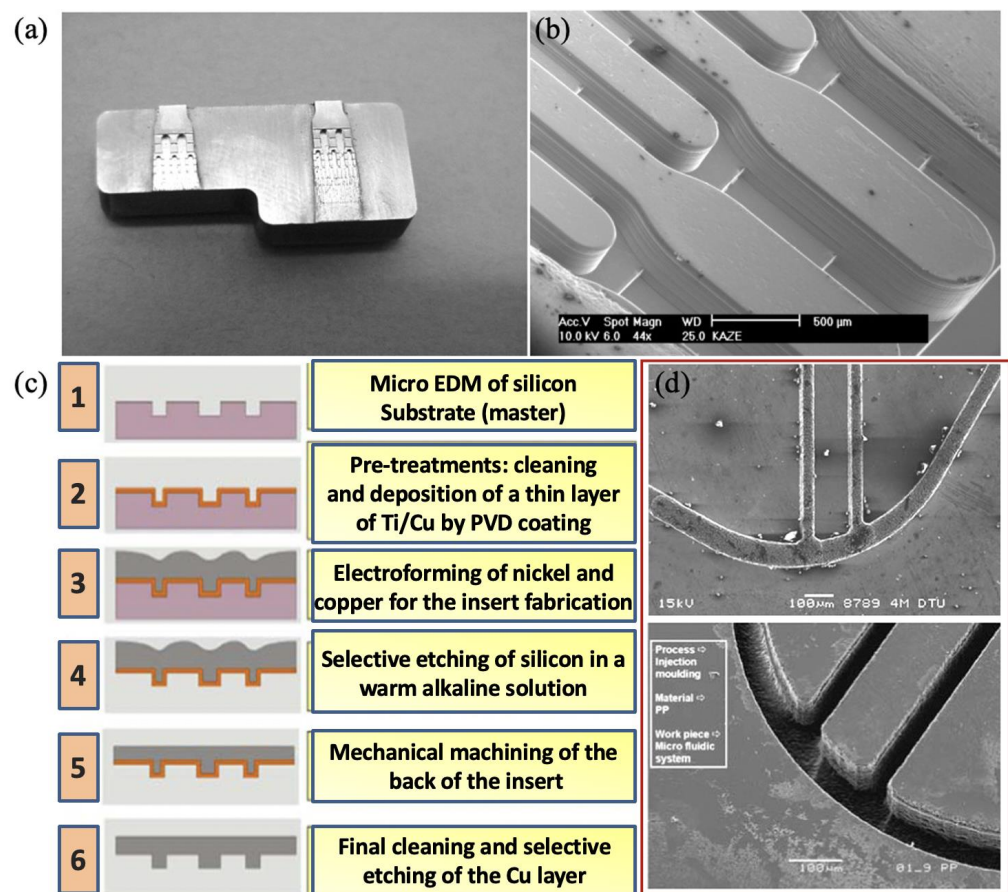 (a)
(b)
Acc.V Spot Magn WD 500 µm
10.0 kV 6.0 44x 25.0 KAZE
(c)
1
Micro EDM of silicon
Substrate (master)
2
Pre-treatments: cleaning
and deposition of a thin layer
of Ti/Cu by PVD coating
3
Electroforming of nickel and
copper for the insert fabrication
4
Selective etching of silicon in a
warm alkaline solution
5
Mechanical machining of the
back of the insert
6
Final cleaning and selective
etching of the Cu layer
(d)
15kV 100µm 8789 4M DTU
Process ⇨
Injection
moulding
Material ⇨
PP
Work piece ⇨
Micro fluidic
system
100µm 01_9 PP